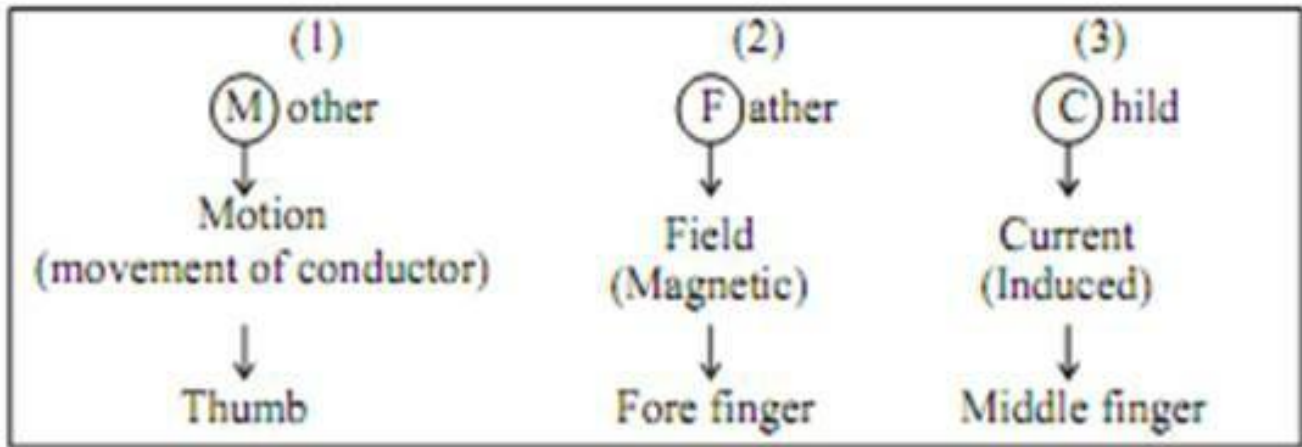 (1) (2) (3)
Mother Father Child
Motion
(movement of conductor)
Field
(Magnetic)
Current
(Induced)
Thumb Fore finger Middle finger